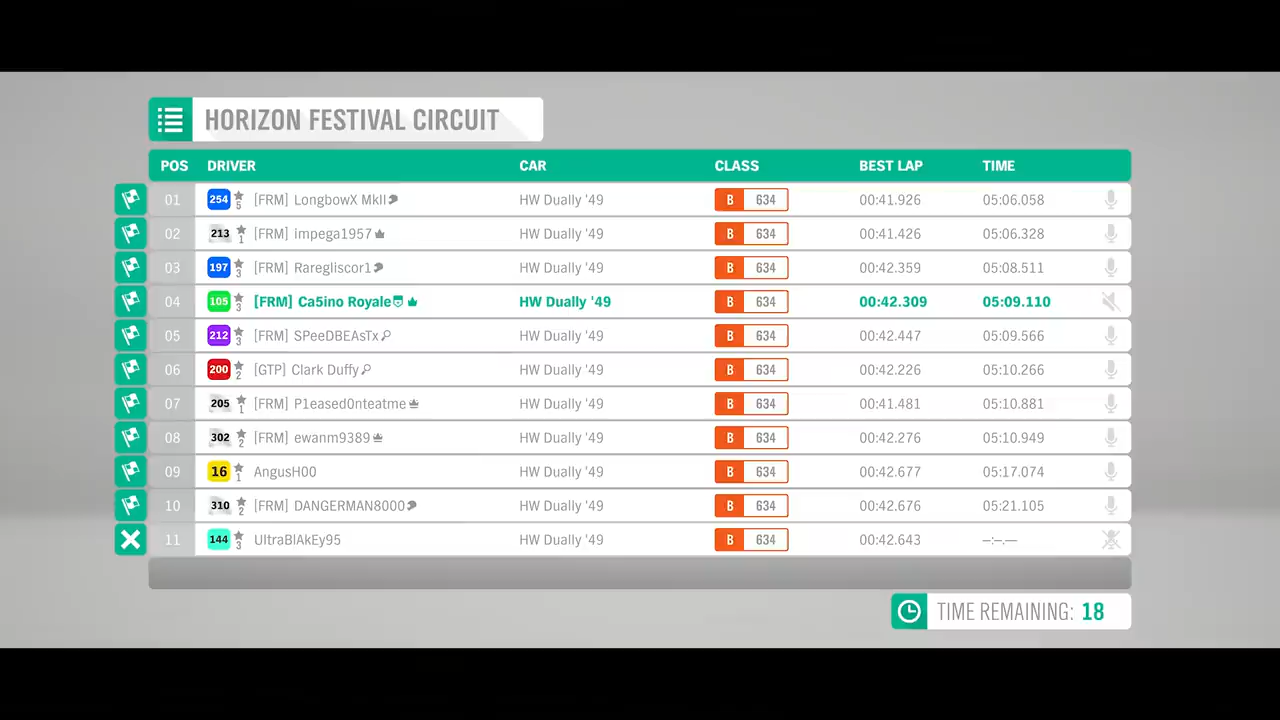 HORIZON FESTIVAL CIRCUIT
POS DRIVER CAR CLASS BEST LAP TIME
01 254 5 [FRM] LongbowX MkII HW Dually '49 B 634 00:41.926 05:06.058
02 213 1 [FRM] impega1957 HW Dually '49 B 634 00:41.426 05:06.328
03 197 3 [FRM] Raregliscor1 HW Dually '49 B 634 00:42.359 05:08.511
04 105 3 [FRM] Ca5ino Royale HW Dually '49 B 634 00:42.309 05:09.110
05 212 3 [FRM] SPeeDBEAsTx HW Dually '49 B 634 00:42.447 05:09.566
06 200 2 [GTP] Clark Duffy HW Dually '49 B 634 00:42.226 05:10.266
07 205 1 [FRM] P1eased0nteatme HW Dually '49 B 634 00:41.481 05:10.881
08 302 2 [FRM] ewanm9389 HW Dually '49 B 634 00:42.276 05:10.949
09 16 1 AngusH00 HW Dually '49 B 634 00:42.677 05:17.074
10 310 2 [FRM] DANGERMAN8000 HW Dually '49 B 634 00:42.676 05:21.105
11 144 3 UltraBlAkEy95 HW Dually '49 B 634 00:42.643 --:--.---
TIME REMAINING: 18